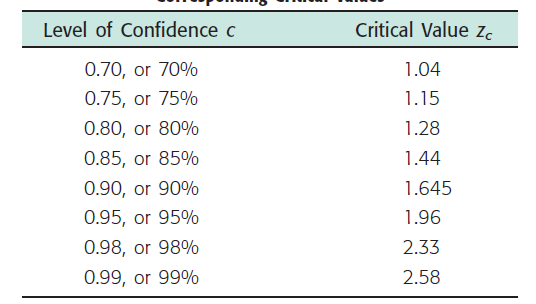 Corresponding Critical Values
Level of Confidence c Critical Value zc
0.70, or 70% 1.04
0.75, or 75% 1.15
0.80, or 80% 1.28
0.85, or 85% 1.44
0.90, or 90% 1.645
0.95, or 95% 1.96
0.98, or 98% 2.33
0.99, or 99% 2.58